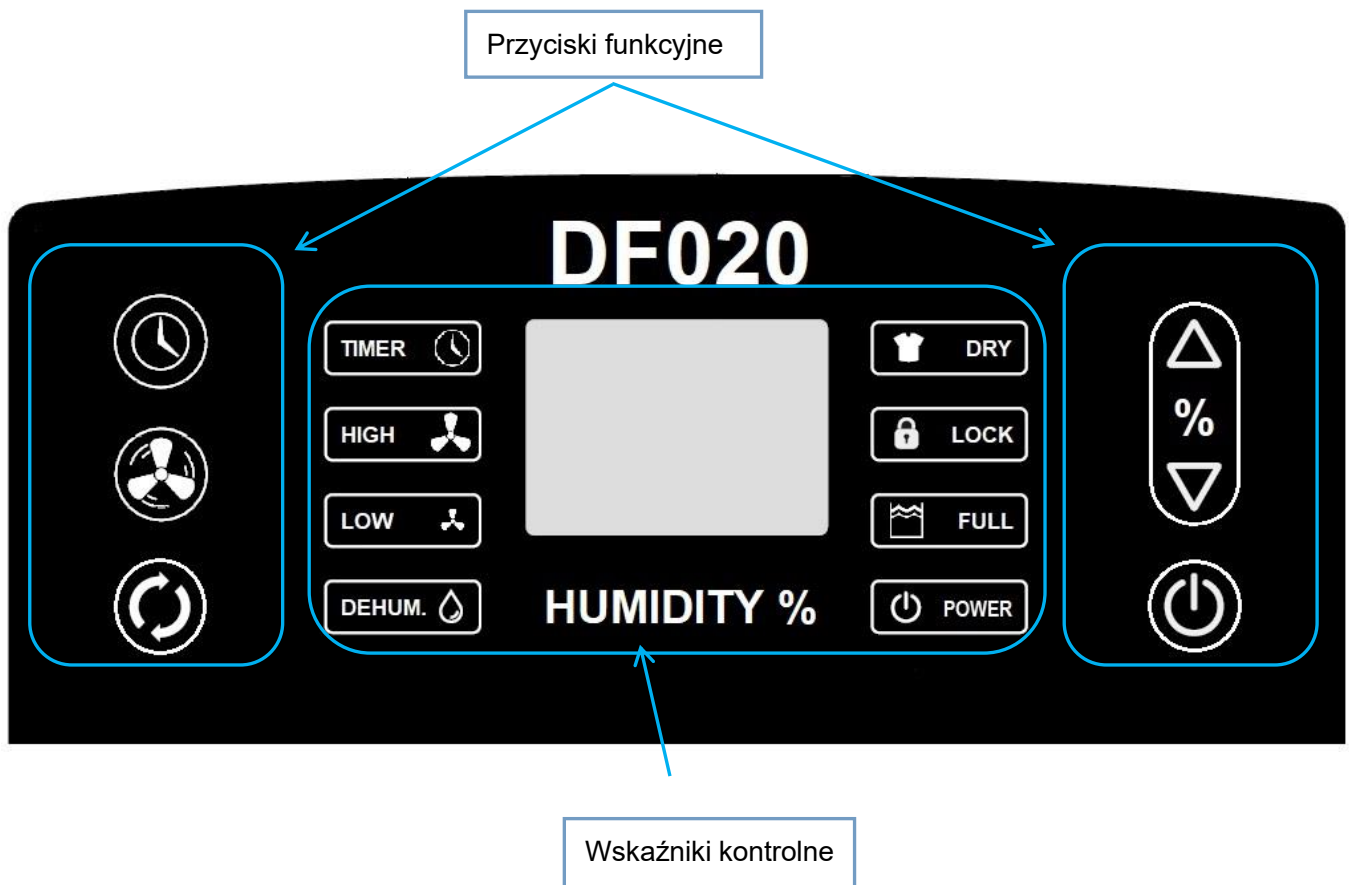 Przyciski funkcyjne
DF020
TIMER
HIGH
LOW
DEHUM.
HUMIDITY %
DRY
LOCK
FULL
POWER
%
Wskaźniki kontrolne